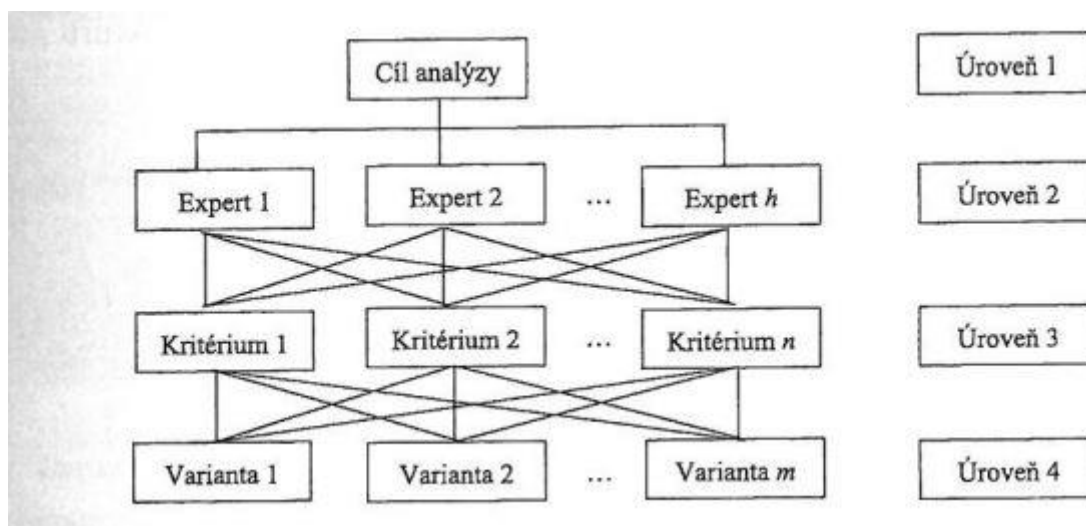 Cíl analýzy
Úroveň 1
Expert 1
Expert 2
...
Expert h
Úroveň 2
Kritérium 1
Kritérium 2
...
Kritérium n
Úroveň 3
Varianta 1
Varianta 2
...
Varianta m
Úroveň 4